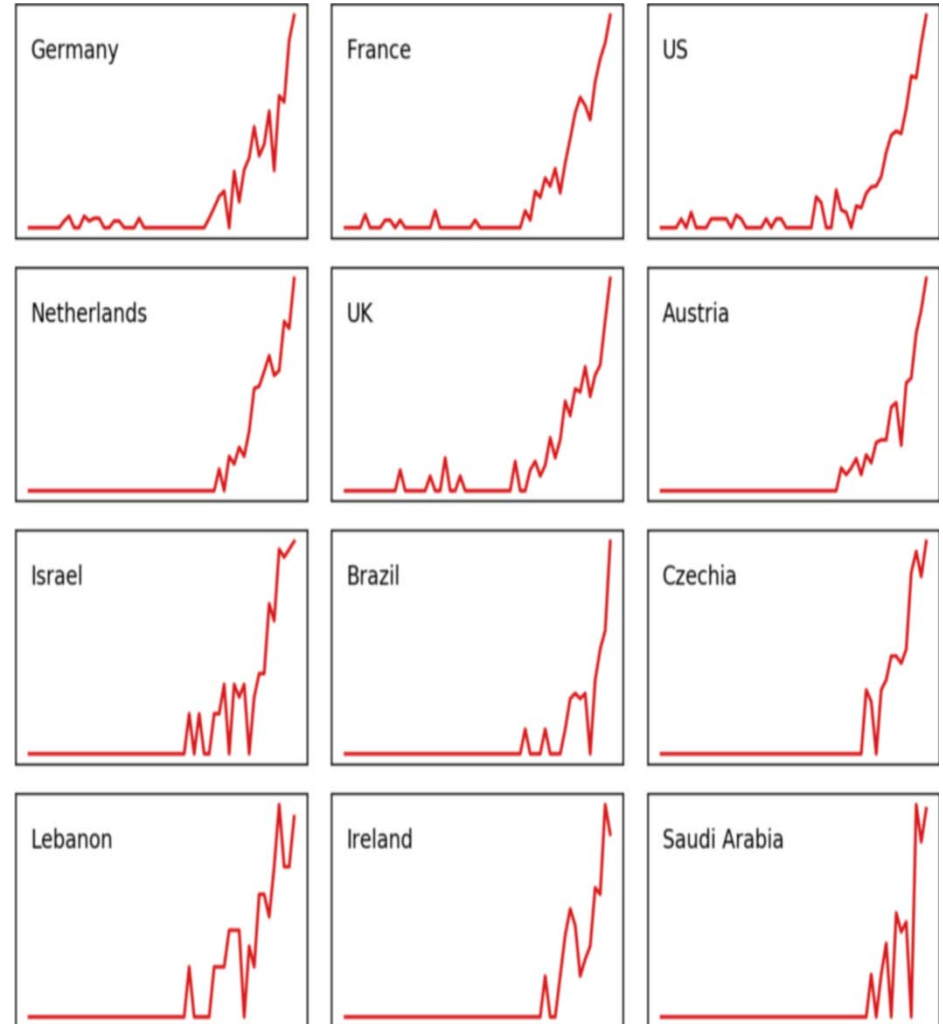 Germany
France
US
Netherlands
UK
Austria
Israel
Brazil
Czechia
Lebanon
Ireland
Saudi Arabia